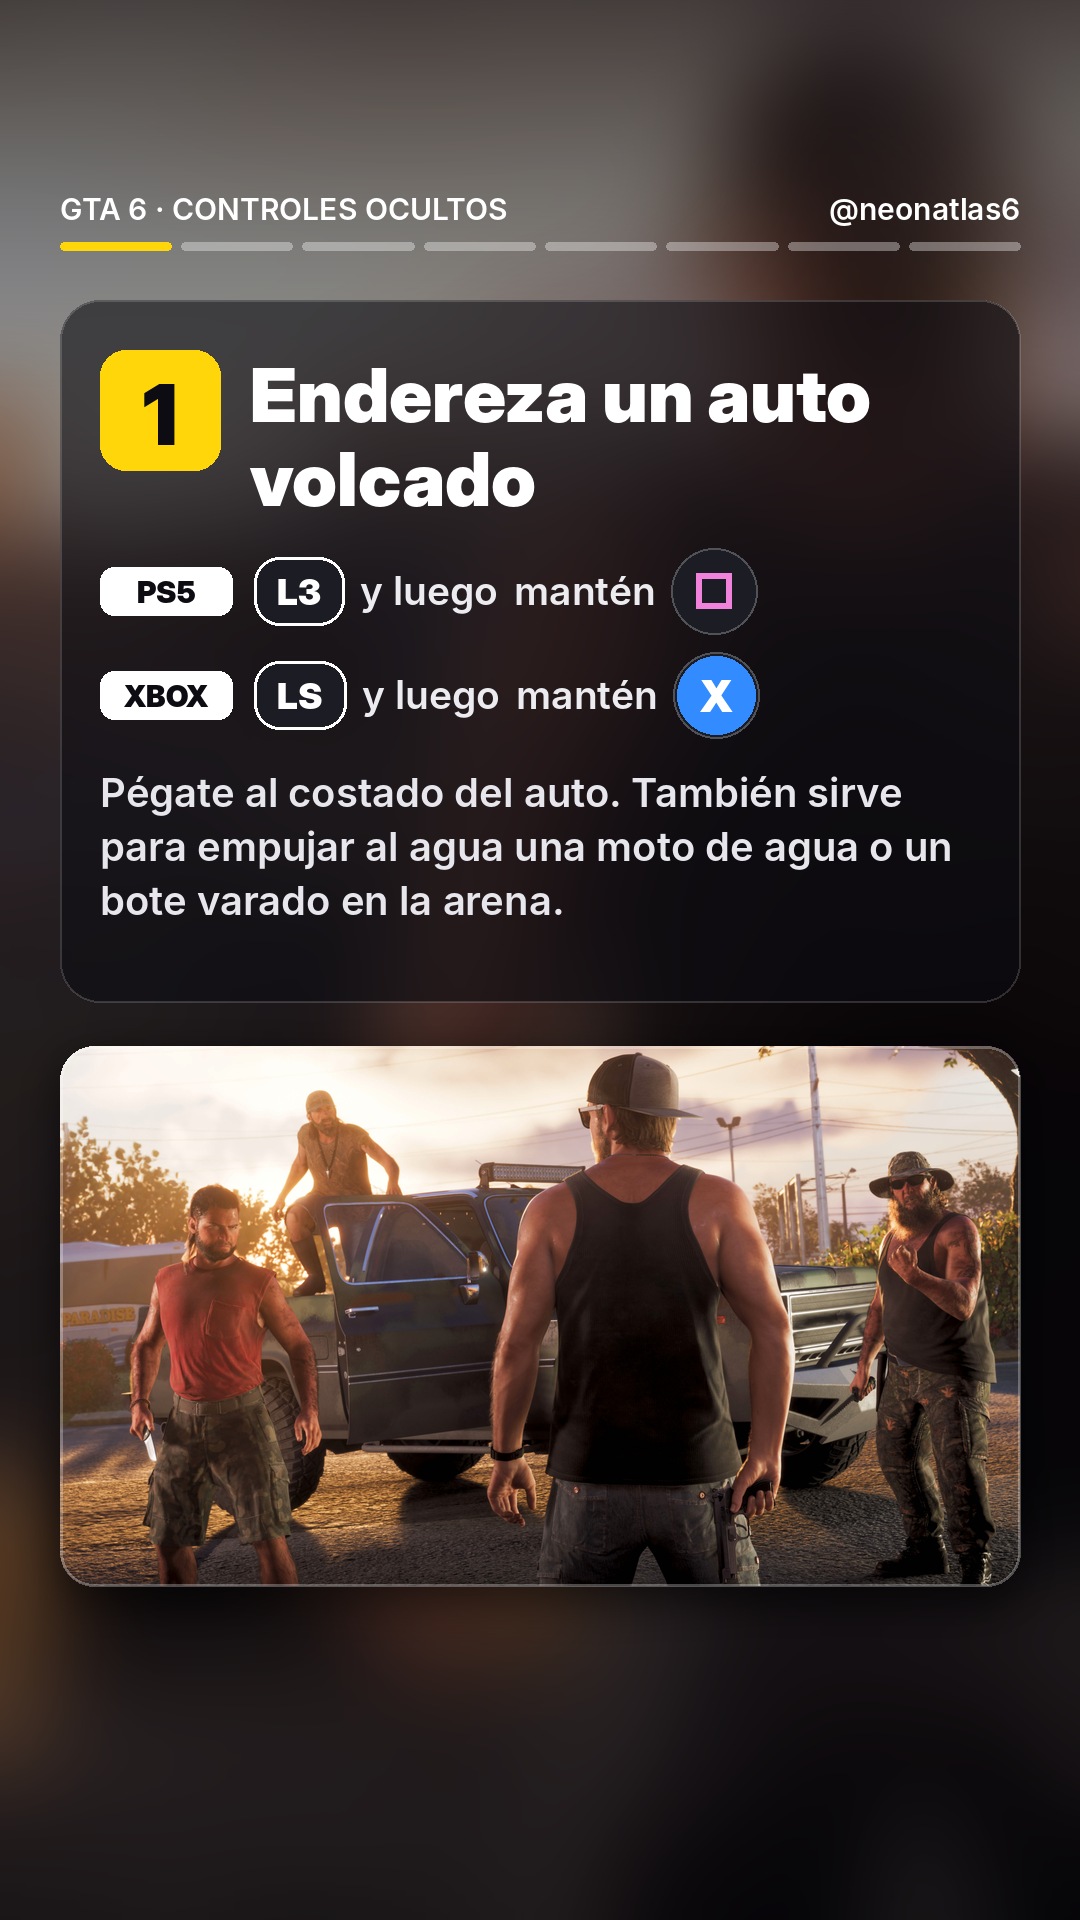 GTA 6 · CONTROLES OCULTOS
@neonatlas6
1
Endereza un auto
volcado
PS5 L3 y luego mantén
XBOX LS y luego mantén X
Pégate al costado del auto. También sirve
para empujar al agua una moto de agua o un
bote varado en la arena.
PARADISE